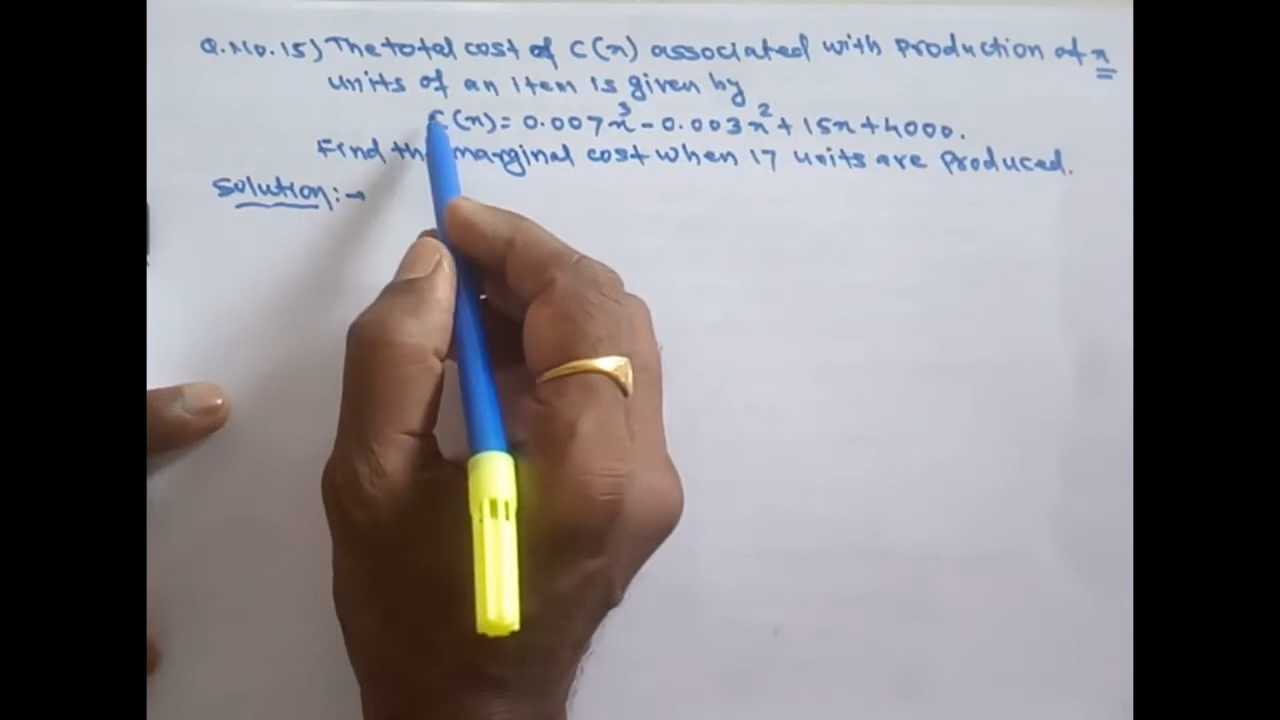 Q.No.15) The total cost of C(x) associated with production of x
units of an item is given by
C(x) = 0.007x³ - 0.003x² + 15x + 4000.
Find the marginal cost when 17 units are produced.
Solution:→